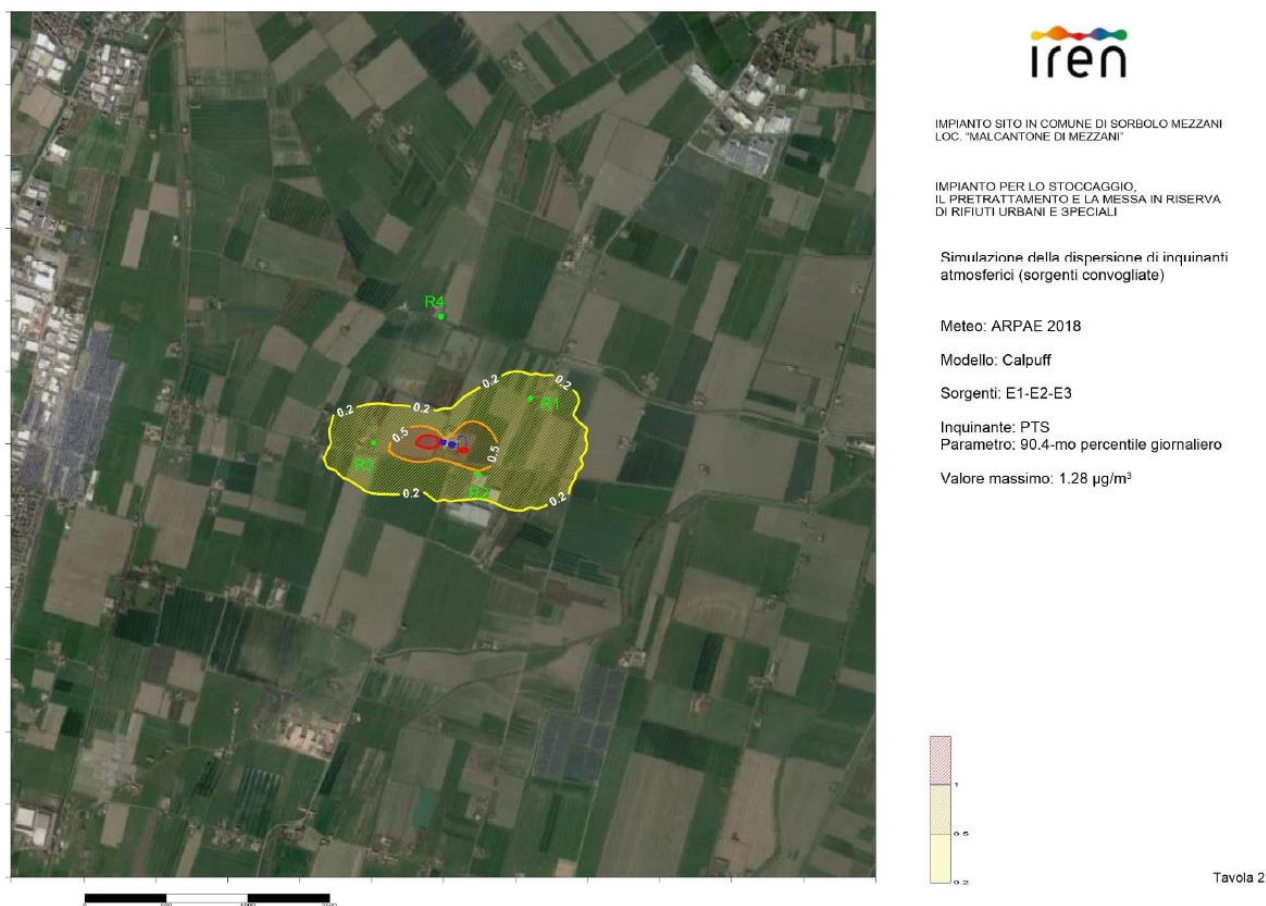 iren
IMPIANTO SITO IN COMUNE DI SORBOLO MEZZANI
LOC. "MALCANTONE DI MEZZANI"
IMPIANTO PER LO STOCCAGGIO,
IL PRETRATTAMENTO E LA MESSA IN RISERVA
DI RIFIUTI URBANI E SPECIALI
Simulazione della dispersione di inquinanti
atmosferici (sorgenti convogliate)
Meteo: ARPAE 2018
Modello: Calpuff
Sorgenti: E1-E2-E3
Inquinante: PTS
Parametro: 90.4-mo percentile giornaliero
Valore massimo: 1.28 µg/m³
R4
0.2
0.2
R1
0.2
0.2
0.5
0.5
R3
R2
0.2
0.2
1
0.5
0.2
Tavola 2
0
500